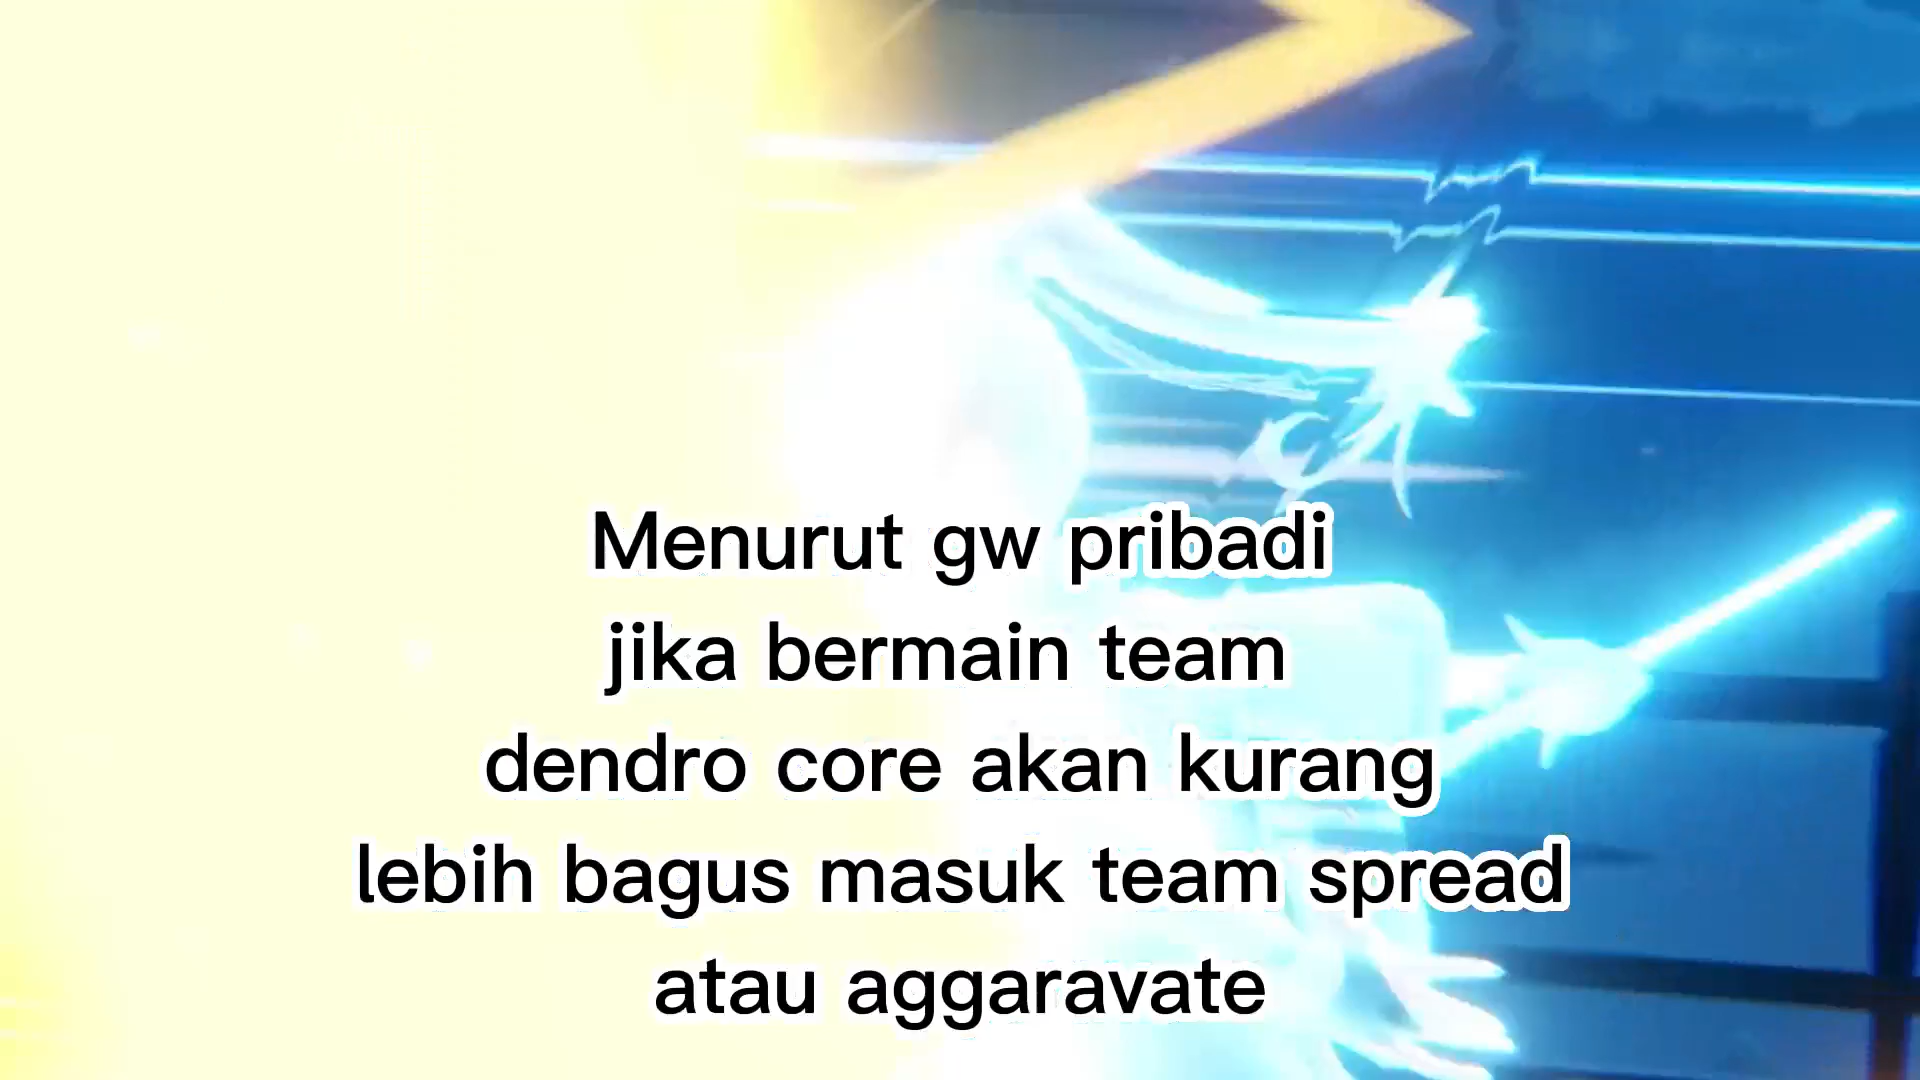 Menurut gw pribadi
jika bermain team
dendro core akan kurang
lebih bagus masuk team spread
atau aggaravate